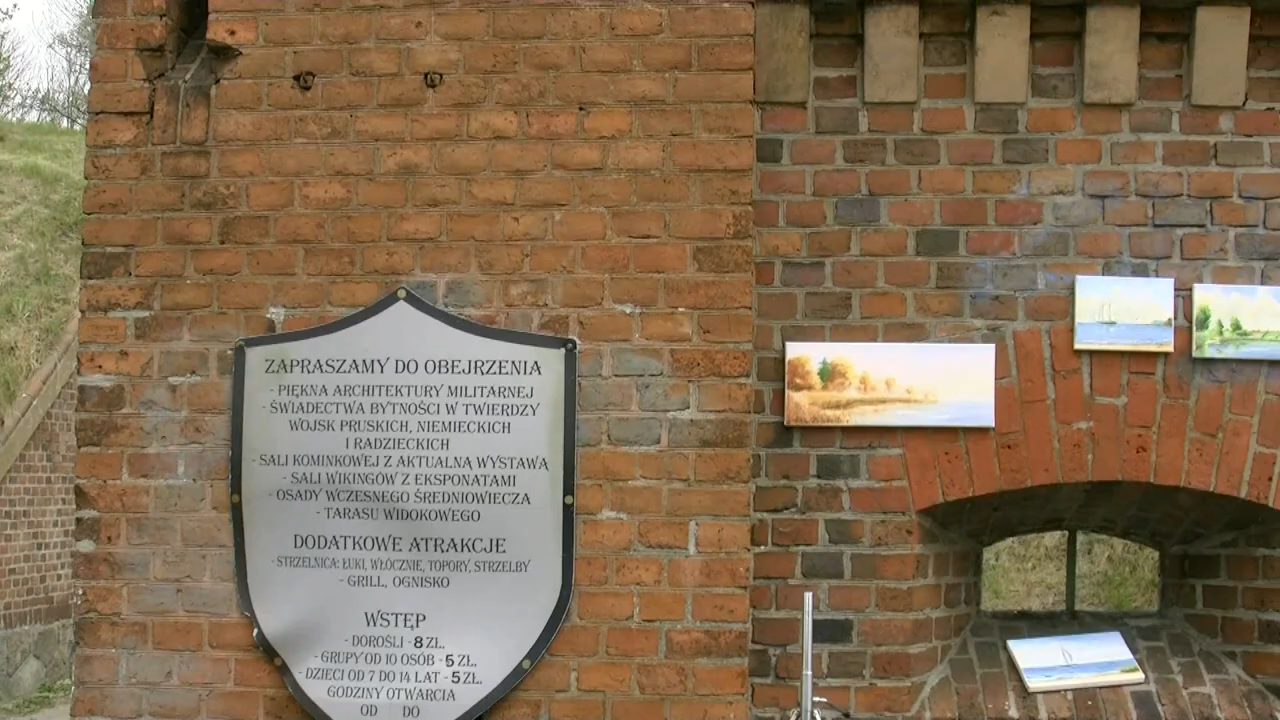 ZAPRASZAMY DO OBEJRZENIA
- PIĘKNA ARCHITEKTURY MILITARNEJ
- ŚWIADECTWA BYTNOŚCI W TWIERDZY
WOJSK PRUSKICH, NIEMIECKICH
I RADZIECKICH
- SALI KOMINKOWEJ Z AKTUALNĄ WYSTAWĄ
- SALI WIKINGÓW Z EKSPONATAMI
- OSADY WCZESNEGO ŚREDNIOWIECZA
- TARASU WIDOKOWEGO
DODATKOWE ATRAKCJE
- STRZELNICA: ŁUKI, WŁÓCZNIE, TOPORY, STRZELBY
- GRILL, OGNISKO
WSTĘP
- DOROŚLI - 8 ZŁ.
- GRUPY OD 10 OSÓB - 5 ZŁ.
- DZIECI OD 7 DO 14 LAT - 5 ZŁ.
GODZINY OTWARCIA
OD DO